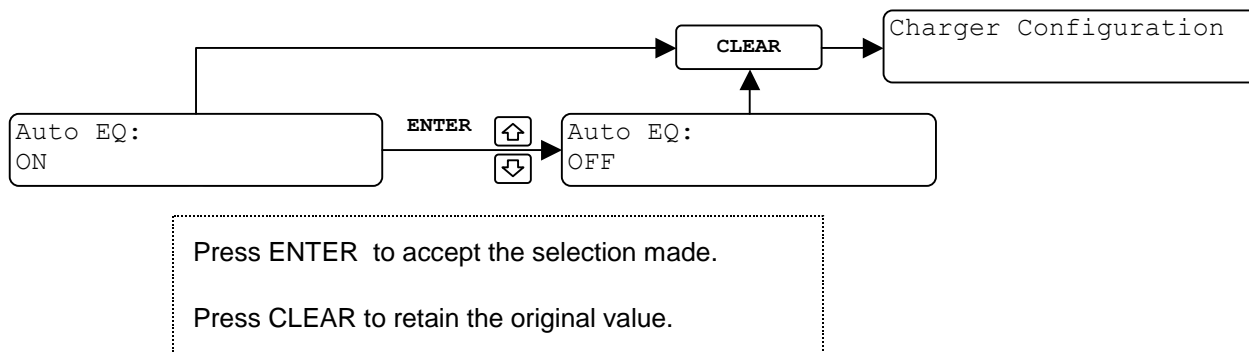 CLEAR
Charger Configuration
Auto EQ:
ON
ENTER
Auto EQ:
OFF
Press ENTER  to accept the selection made.
Press CLEAR to retain the original value.